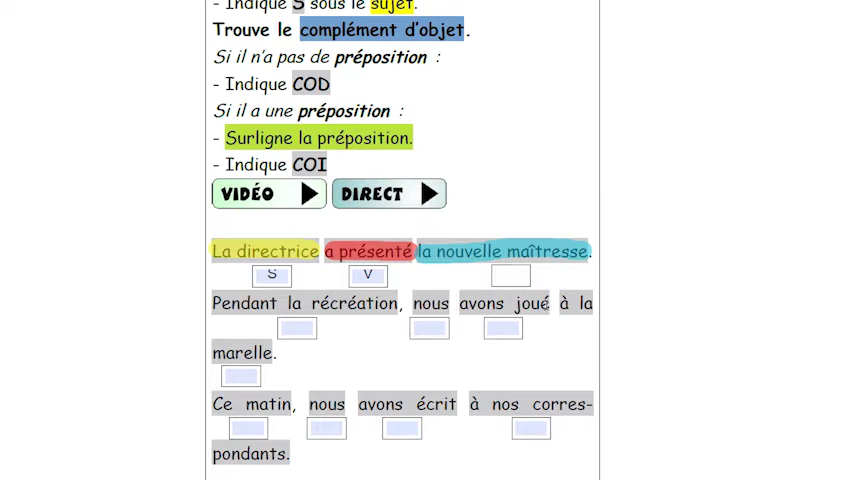 - Indique S sous le sujet.
Trouve le complément d'objet.
Si il n'a pas de préposition :
- Indique COD
Si il a une préposition :
- Surligne la préposition.
- Indique COI
VIDÉO DIRECT
La directrice a présenté la nouvelle maîtresse.
S V
Pendant la récréation, nous avons joué à la
marelle.
Ce matin, nous avons écrit à nos corres-
pondants.